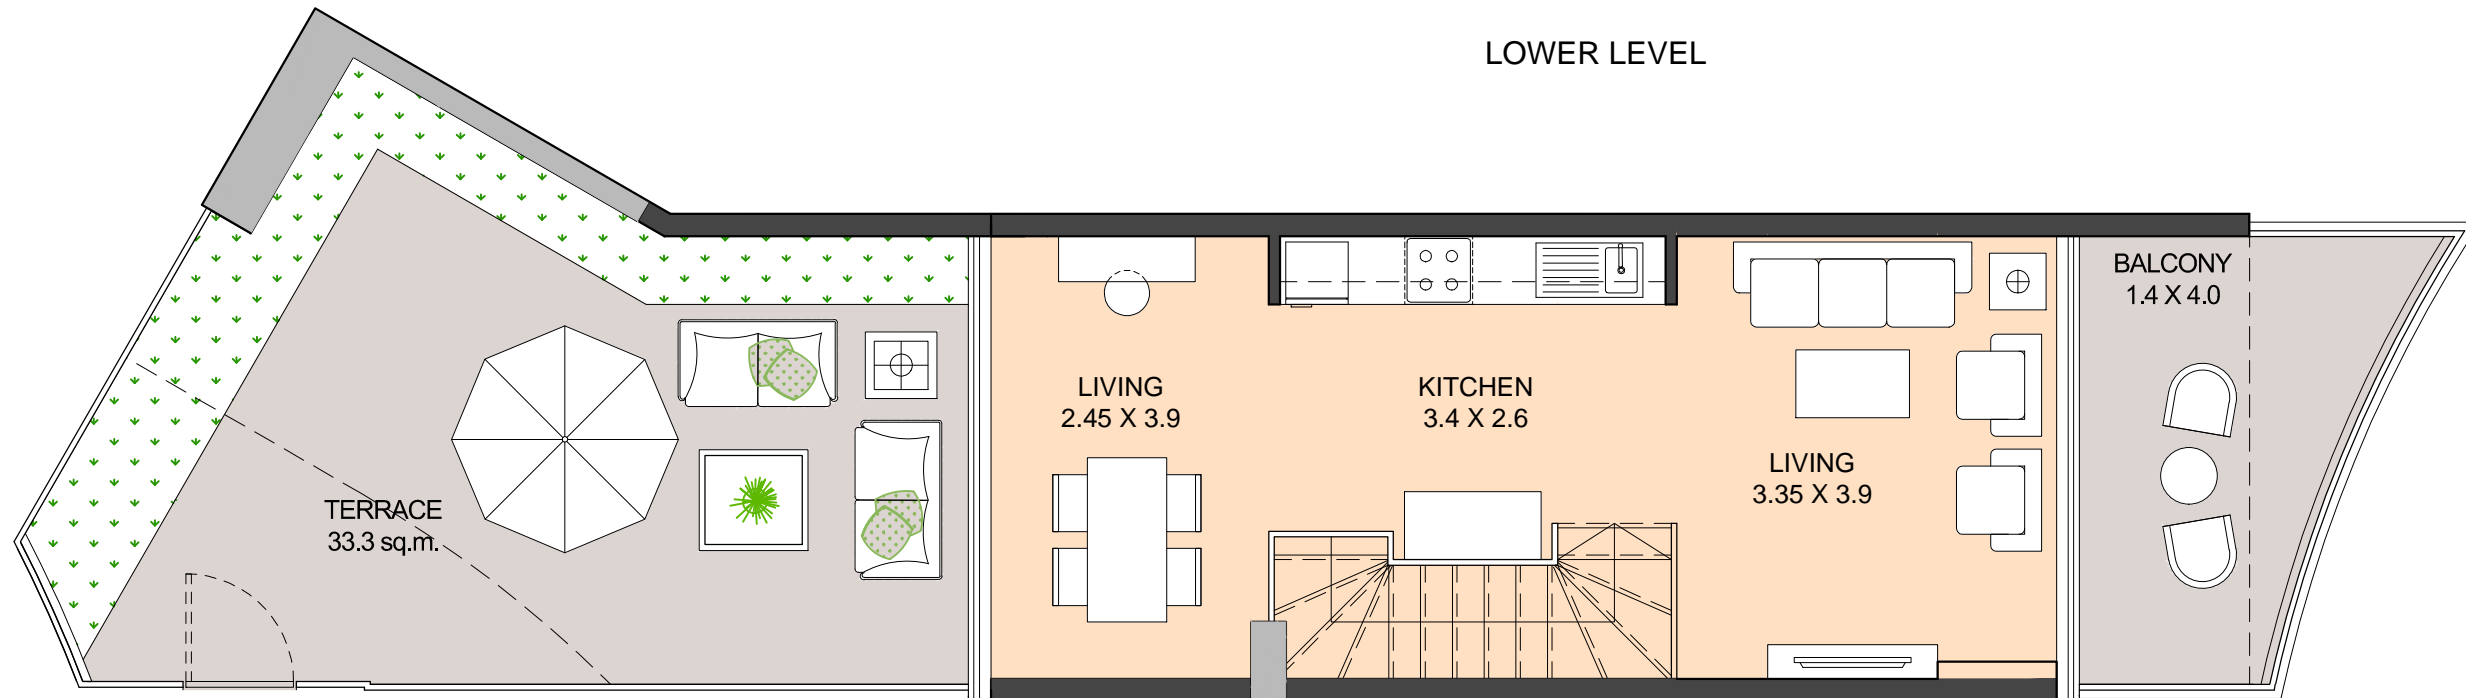 LOWER LEVEL
BALCONY
1.4 X 4.0
LIVING
2.45 X 3.9
KITCHEN
3.4 X 2.6
LIVING
3.35 X 3.9
TERRACE
33.3 sq.m.